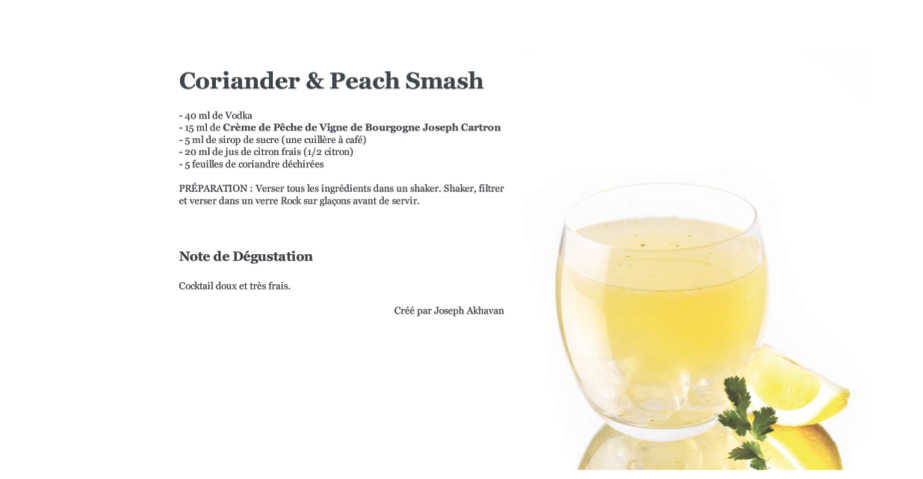 Coriander & Peach Smash
- 40 ml de Vodka
- 15 ml de Crème de Pêche de Vigne de Bourgogne Joseph Cartron
- 5 ml de sirop de sucre (une cuillère à café)
- 20 ml de jus de citron frais (1/2 citron)
- 5 feuilles de coriandre déchirées
PRÉPARATION : Verser tous les ingrédients dans un shaker. Shaker, filtrer
et verser dans un verre Rock sur glaçons avant de servir.
Note de Dégustation
Cocktail doux et très frais.
Créé par Joseph Akhavan